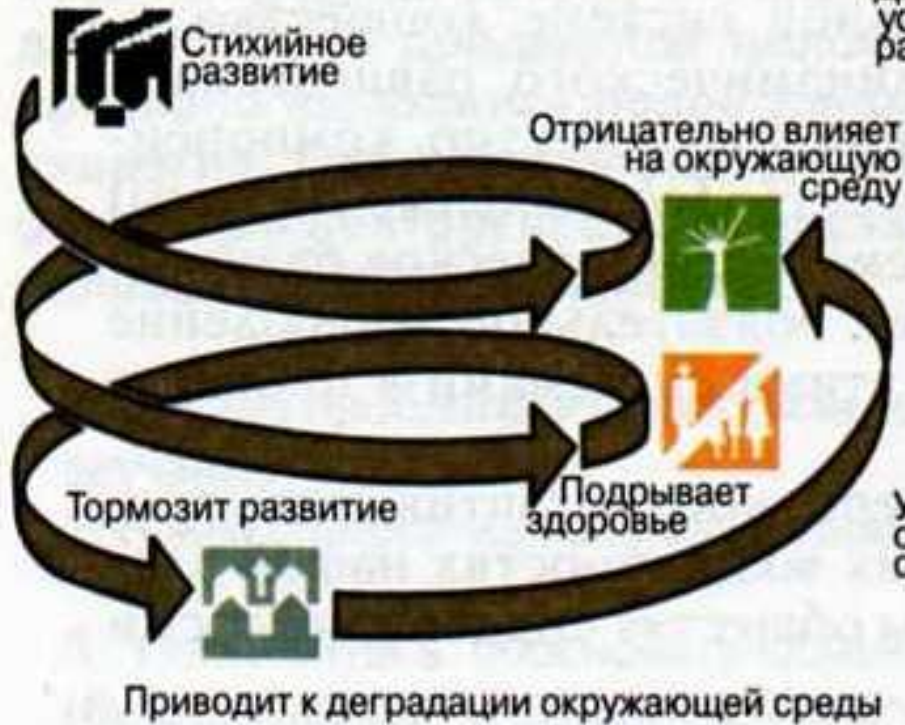 Стихийное
развитие
Отрицательно влияет
на окружающую
среду
Тормозит развитие
Подрывает
здоровье
Приводит к деградации окружающей среды